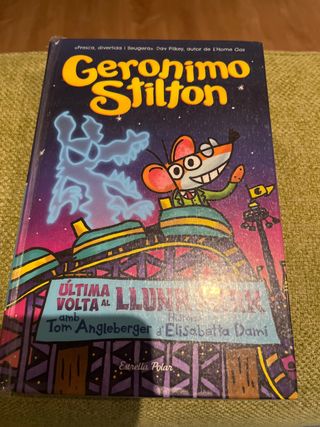 «Fresca, divertida i lleugera» Dav Pilkey, autor de L'Home Gos
Geronimo
Stilton
ÚLTIMA
VOLTA AL
amb
Tom Angleberger
d'Elisabetta Dami
Estrella Polar